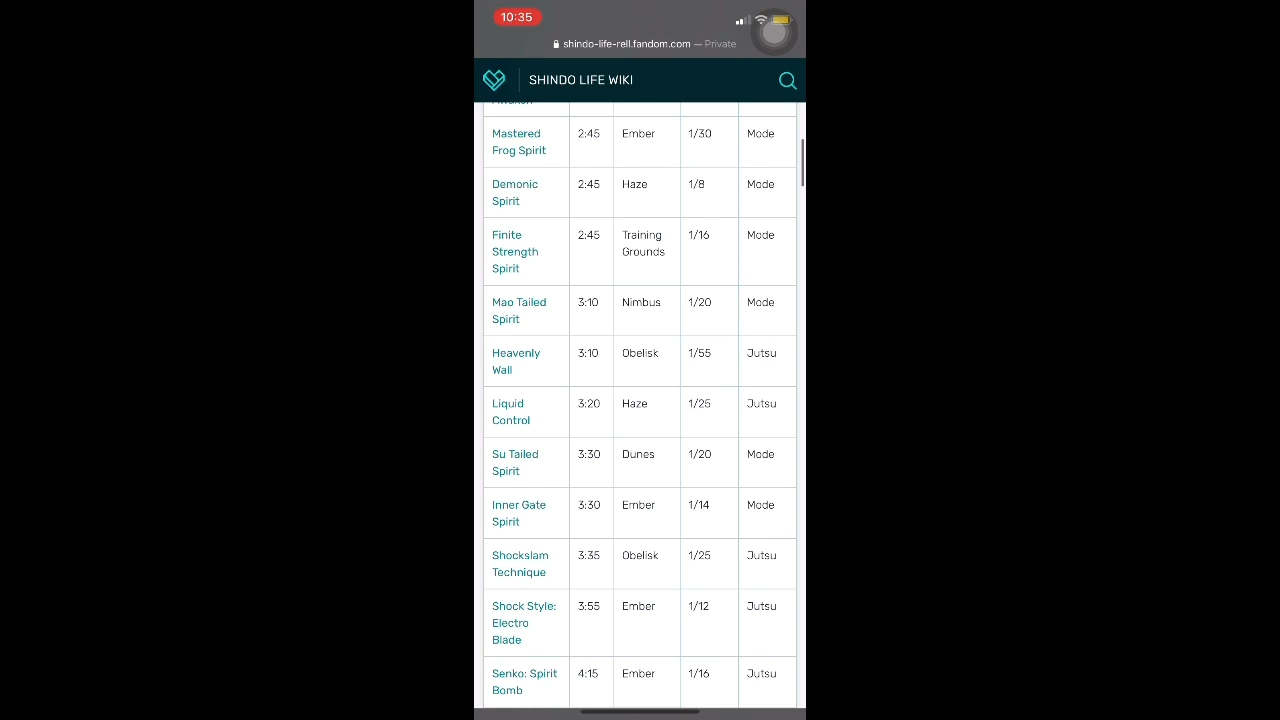 10:35
shindo-life-rell.fandom.com — Private
SHINDO LIFE WIKI
Awaken
Mastered Frog Spirit 2:45 Ember 1/30 Mode
Demonic Spirit 2:45 Haze 1/8 Mode
Finite Strength Spirit 2:45 Training Grounds 1/16 Mode
Mao Tailed Spirit 3:10 Nimbus 1/20 Mode
Heavenly Wall 3:10 Obelisk 1/55 Jutsu
Liquid Control 3:20 Haze 1/25 Jutsu
Su Tailed Spirit 3:30 Dunes 1/20 Mode
Inner Gate Spirit 3:30 Ember 1/14 Mode
Shockslam Technique 3:35 Obelisk 1/25 Jutsu
Shock Style: Electro Blade 3:55 Ember 1/12 Jutsu
Senko: Spirit Bomb 4:15 Ember 1/16 Jutsu